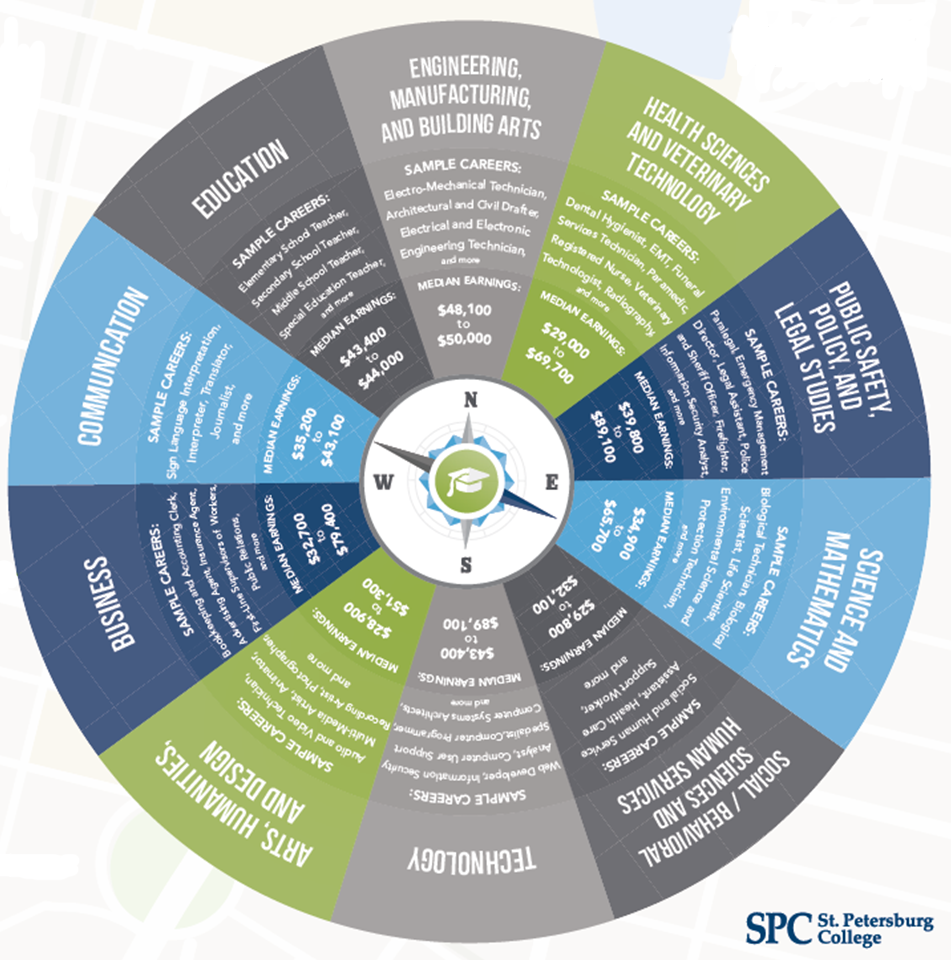 ENGINEERING,
MANUFACTURING,
AND BUILDING ARTS
SAMPLE CAREERS:
Electro-Mechanical Technician,
Architectural and Civil Drafter,
Electrical and Electronic
Engineering Technician,
and more
MEDIAN EARNINGS:
$48,100
to
$50,000
HEALTH SCIENCES
AND VETERINARY
TECHNOLOGY
SAMPLE CAREERS:
Dental Hygienist, EMT, Funeral
Services Technician, Paramedic,
Registered Nurse, Veterinary
Technologist, Radiography,
and more
MEDIAN EARNINGS:
$29,000
to
$69,700
PUBLIC SAFETY,
POLICY, AND
LEGAL STUDIES
SAMPLE CAREERS:
Paralegal, Emergency Management
Director, Legal Assistant, Police
and Sheriff Officer, Firefighter,
Information Security Analyst,
and more
MEDIAN EARNINGS:
$39,800
to
$89,100
SCIENCE AND
MATHEMATICS
SAMPLE CAREERS:
Biological Technician, Biological
Scientist, Life Scientist,
Environmental Science and
Protection Technician,
and more
MEDIAN EARNINGS:
$34,900
to
$65,700
SOCIAL / BEHAVIORAL
SCIENCES AND
HUMAN SERVICES
SAMPLE CAREERS:
Social and Human Service
Assistant, Health Care
Support Worker,
and more
MEDIAN EARNINGS:
$29,800
to
$32,100
TECHNOLOGY
SAMPLE CAREERS:
Web Developer, Information Security
Analyst, Computer User Support
Specialist, Computer Programmer,
Computer Systems Architects,
and more
MEDIAN EARNINGS:
$43,400
to
$89,100
ARTS, HUMANITIES,
AND DESIGN
SAMPLE CAREERS:
Audio and Video Technician,
Multi-Media Artist, Animator,
Recording Artist, Photographer,
and more
MEDIAN EARNINGS:
$28,900
to
$51,300
BUSINESS
SAMPLE CAREERS:
Bookkeeping and Accounting Clerk,
Advertising Agent, Insurance Agent,
First-Line Supervisors of Workers,
Public Relations,
and more
MEDIAN EARNINGS:
$32,700
to
$79,400
COMMUNICATION
SAMPLE CAREERS:
Sign Language Interpretation,
Interpreter, Translator,
Journalist,
and more
MEDIAN EARNINGS:
$35,200
to
$43,100
EDUCATION
SAMPLE CAREERS:
Elementary School Teacher,
Secondary School Teacher,
Middle School Teacher,
Special Education Teacher,
and more
MEDIAN EARNINGS:
$43,400
to
$44,000
N
W
E
S
SPC St. Petersburg
College